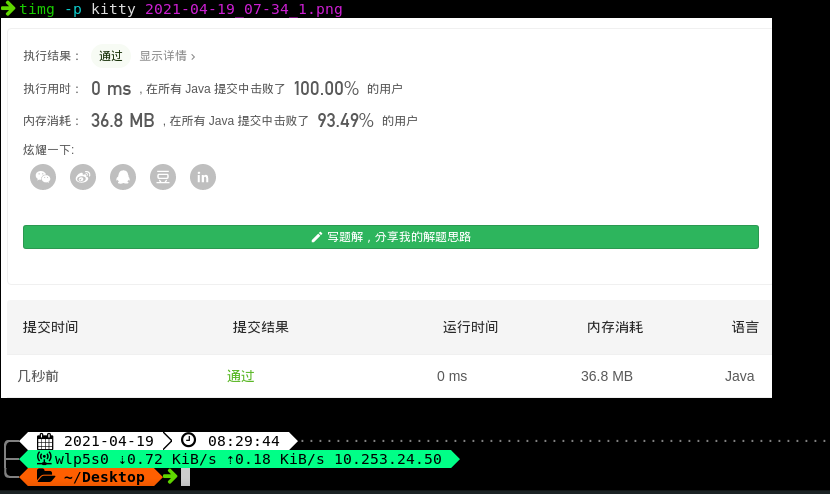 timg -p kitty 2021-04-19_07-34_1.png
执行结果： 通过 显示详情 ›
执行用时： 0 ms , 在所有 Java 提交中击败了 100.00% 的用户
内存消耗： 36.8 MB , 在所有 Java 提交中击败了 93.49% 的用户
炫耀一下:
豆 in
写题解，分享我的解题思路
提交时间 提交结果 运行时间 内存消耗 语言
几秒前 通过 0 ms 36.8 MB Java
2021-04-19 08:29:44
wlp5s0 ↓0.72 KiB/s ↑0.18 KiB/s 10.253.24.50
~/Desktop